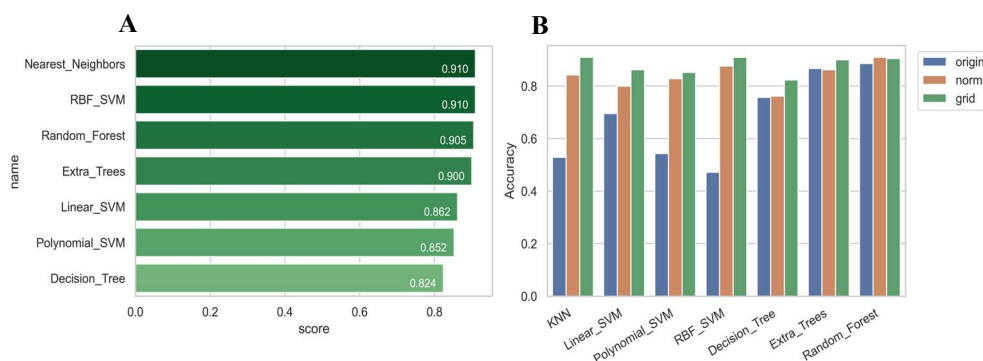 A
Nearest_Neighbors
0.910
RBF_SVM
0.910
Random_Forest
0.905
Extra_Trees
0.900
Linear_SVM
0.862
Polynomial_SVM
0.852
Decision_Tree
0.824
name
0.0 0.2 0.4 0.6 0.8
score
B
0.8
0.6
0.4
0.2
0.0
Accuracy
KNN
Linear_SVM
Polynomial_SVM
RBF_SVM
Decision_Tree
Extra_Trees
Random_Forest
origin
norm
grid